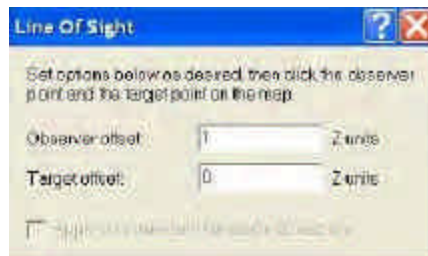 Line Of Sight
Set options below as desired, then click the observer
point and the target point on the map.
Observer offset: 1 Z units
Target offset: 0 Z units